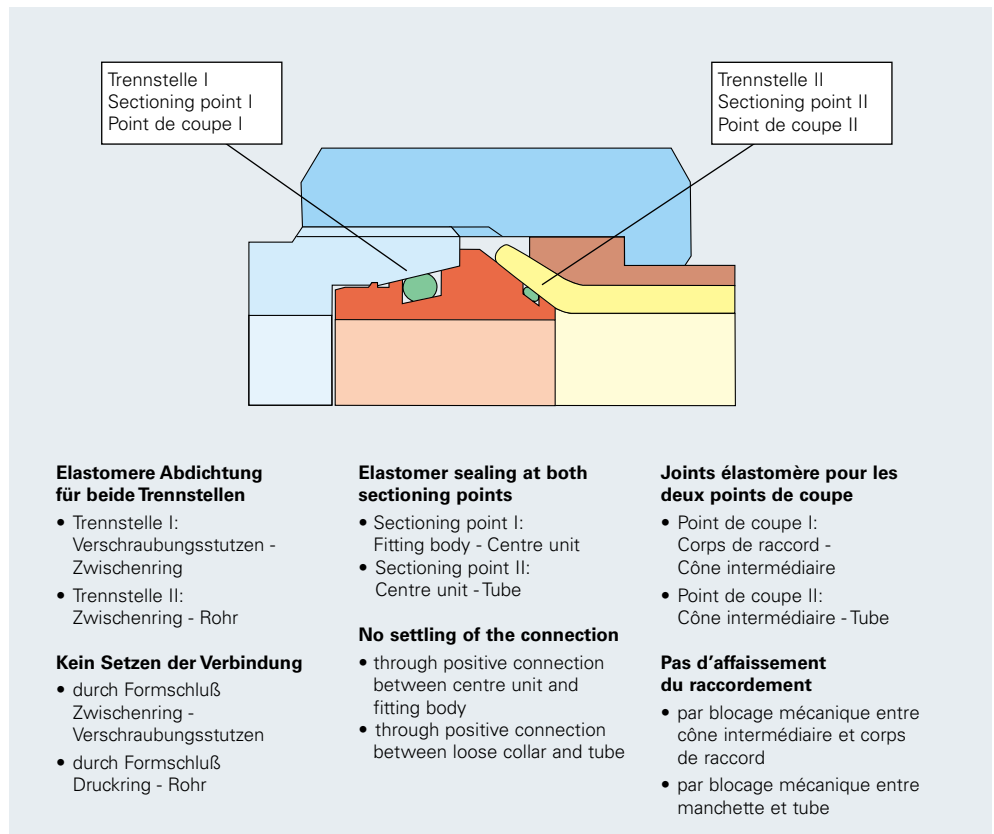 Trennstelle I
Sectioning point I
Point de coupe I
Trennstelle II
Sectioning point II
Point de coupe II
Elastomere Abdichtung
für beide Trennstellen
• Trennstelle I:
Verschraubungsstutzen -
Zwischenring
• Trennstelle II:
Zwischenring - Rohr
Kein Setzen der Verbindung
• durch Formschluß
Zwischenring -
Verschraubungsstutzen
• durch Formschluß
Druckring - Rohr
Elastomer sealing at both
sectioning points
• Sectioning point I:
Fitting body - Centre unit
• Sectioning point II:
Centre unit - Tube
No settling of the connection
• through positive connection
between centre unit and
fitting body
• through positive connection
between loose collar and tube
Joints élastomère pour les
deux points de coupe
• Point de coupe I:
Corps de raccord -
Cône intermédiaire
• Point de coupe II:
Cône intermédiaire - Tube
Pas d’affaissement
du raccordement
• par blocage mécanique entre
cône intermédiaire et corps
de raccord
• par blocage mécanique entre
manchette et tube